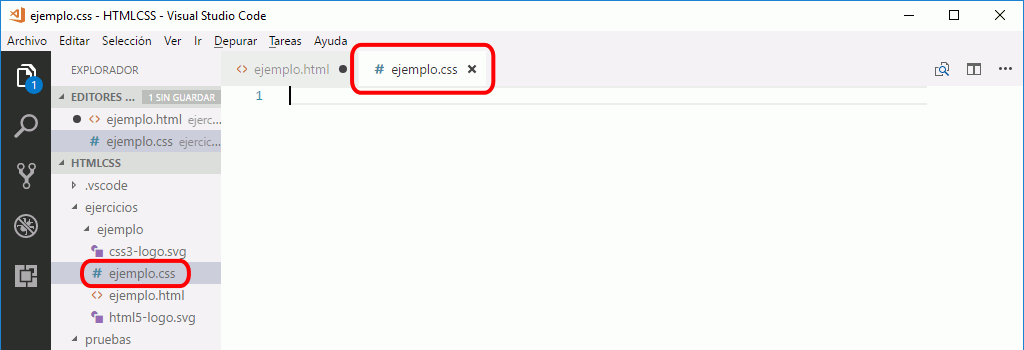 ejemplo.css - HTMLCSS - Visual Studio Code
Archivo Editar Selección Ver Ir Depurar Tareas Ayuda
EXPLORADOR
<> ejemplo.html ●
# ejemplo.css ×
1
1
EDITORES ... 1 SIN GUARDAR
● <> ejemplo.html ejerc...
# ejemplo.css ejercic...
HTMLCSS
.vscode
ejercicios
ejemplo
css3-logo.svg
# ejemplo.css
<> ejemplo.html
html5-logo.svg
pruebas